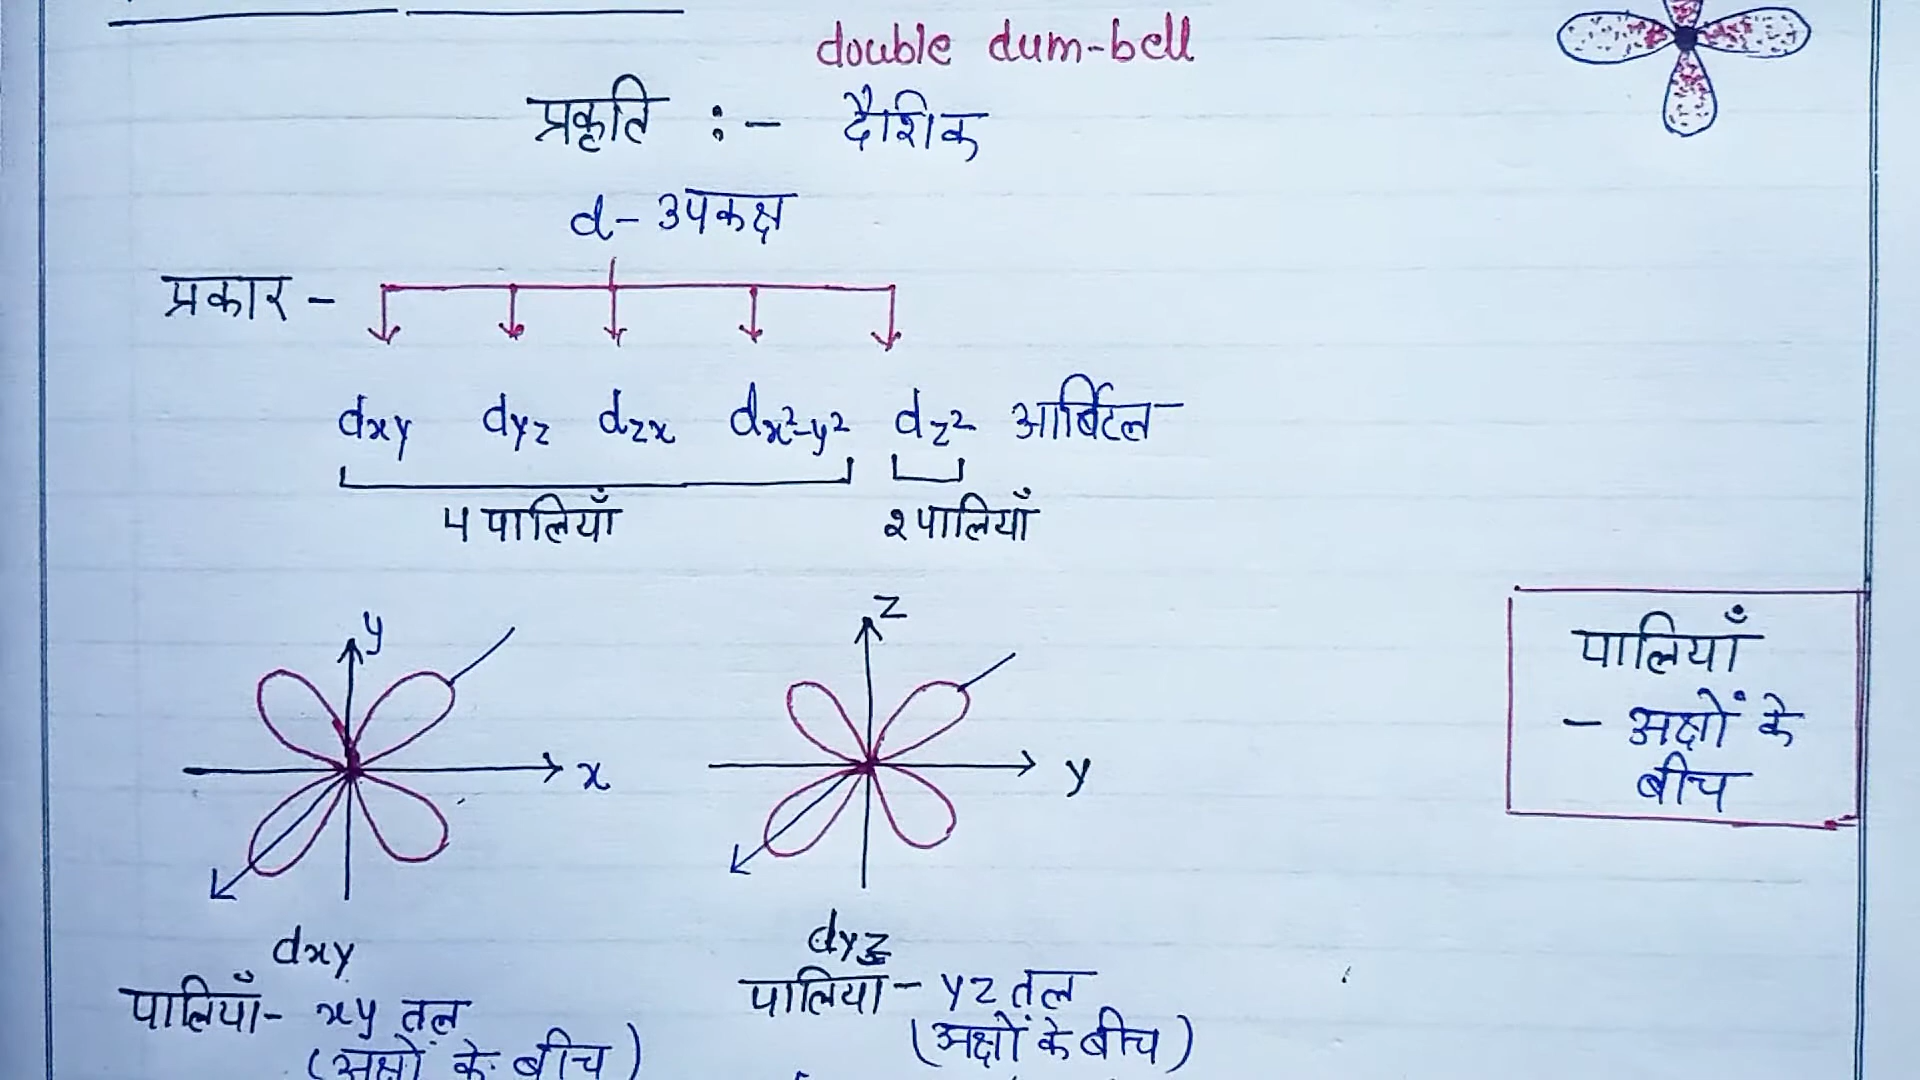 double dum-bell
प्रकृति :- दैशिक
d- उपकक्ष
प्रकार -
dxy dyz dzx dx²-y² dz² आर्बिटल
4 पालियाँ २ पालियाँ
y
x
z
y
पालियाँ
- अक्षों के
बीच
dxy
पालियाँ- xy तल
(अक्षों के बीच)
dyz
पालियां - yz तल
(अक्षों के बीच)